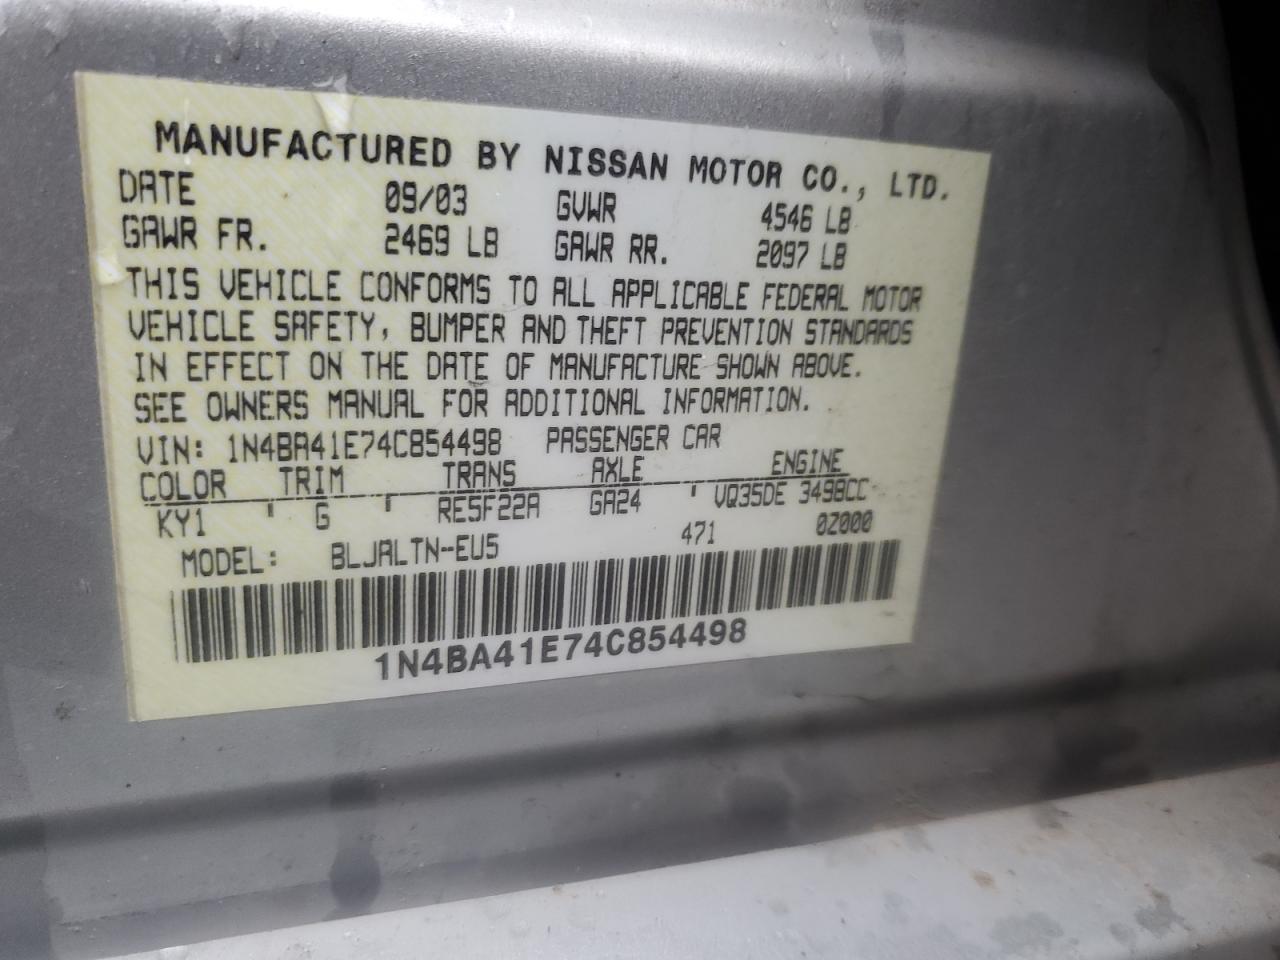 MANUFACTURED BY NISSAN MOTOR CO., LTD.
DATE 09/03 GVWR 4546 LB
GAWR FR. 2469 LB GAWR RR. 2097 LB
THIS VEHICLE CONFORMS TO ALL APPLICABLE FEDERAL MOTOR
VEHICLE SAFETY, BUMPER AND THEFT PREVENTION STANDARDS
IN EFFECT ON THE DATE OF MANUFACTURE SHOWN ABOVE.
SEE OWNERS MANUAL FOR ADDITIONAL INFORMATION.
VIN: 1N4BA41E74C854498 PASSENGER CAR
COLOR TRIM TRANS AXLE ENGINE
KY1 ' G ' RE5F22A GA24 ' VQ35DE 3498CC
MODEL: BLJALTN-EU5 471 0Z000
1N4BA41E74C854498